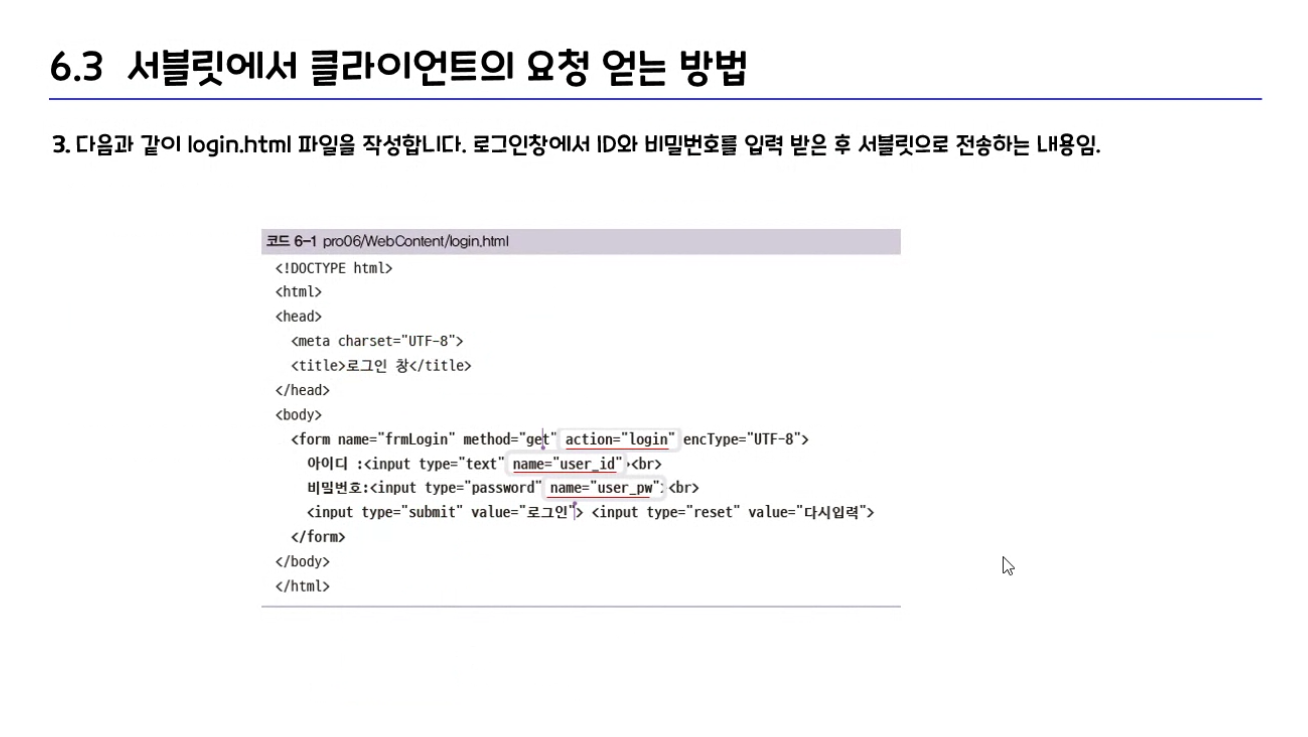 6.3 서블릿에서 클라이언트의 요청 얻는 방법
3. 다음과 같이 login.html 파일을 작성합니다. 로그인창에서 ID와 비밀번호를 입력 받은 후 서블릿으로 전송하는 내용임.
코드 6-1 pro06/WebContent/login.html
<!DOCTYPE html>
<html>
<head>
<meta charset="UTF-8">
<title>로그인 창</title>
</head>
<body>
<form name="frmLogin" method="get" action="login" encType="UTF-8">
아이디 :<input type="text" name="user_id"><br>
비밀번호:<input type="password" name="user_pw"><br>
<input type="submit" value="로그인"> <input type="reset" value="다시입력">
</form>
</body>
</html>